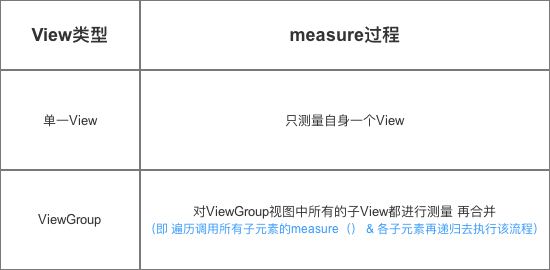 View类型
measure过程
单一View
只测量自身一个View
ViewGroup
对ViewGroup视图中所有的子View都进行测量 再合并
（即 遍历调用所有子元素的measure（） & 各子元素再递归去执行该流程）